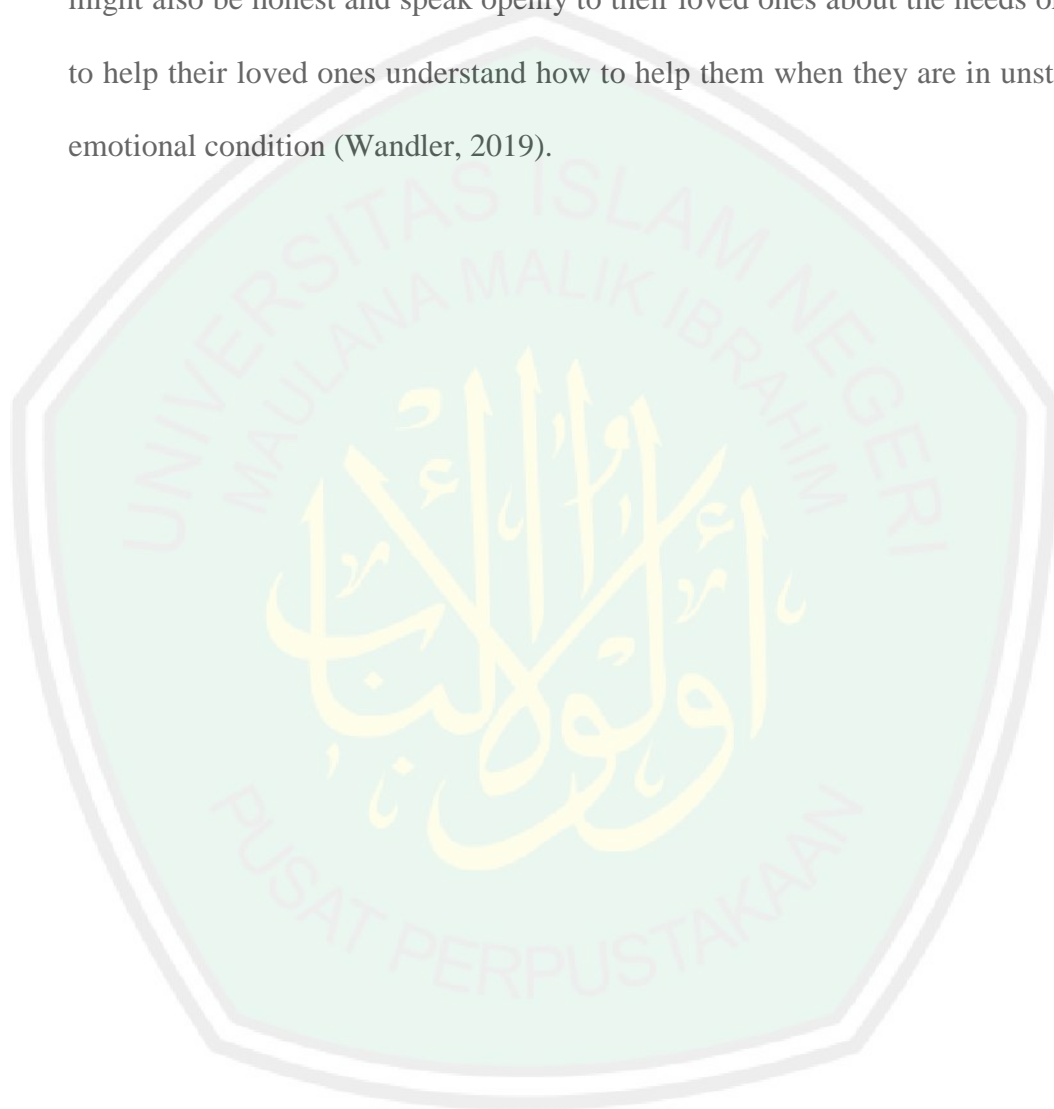 might also be honest and speak openly to their loved ones about the needs
to help their loved ones understand how to help them when they are in
emotional condition (Wandler, 2019).
UNIVERSITAS ISLAM NEGERI
MAULANA MALIK IBRAHIM
أولو الألباب
PUSAT PERPUSTAKAAN